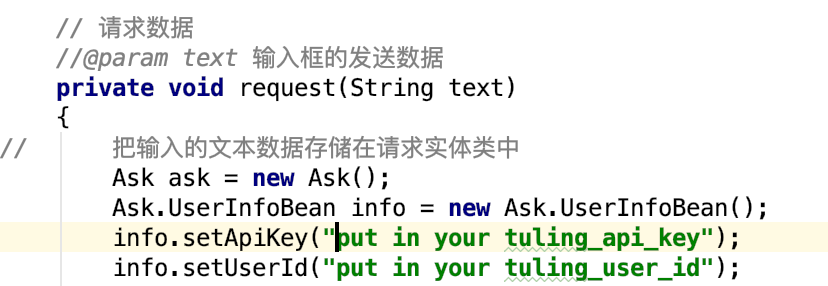 // 请求数据
//@param text 输入框的发送数据
private void request(String text)
{
// 把输入的文本数据存储在请求实体类中
Ask ask = new Ask();
Ask.UserInfoBean info = new Ask.UserInfoBean();
info.setApiKey("put in your tuling_api_key");
info.setUserId("put in your tuling_user_id");